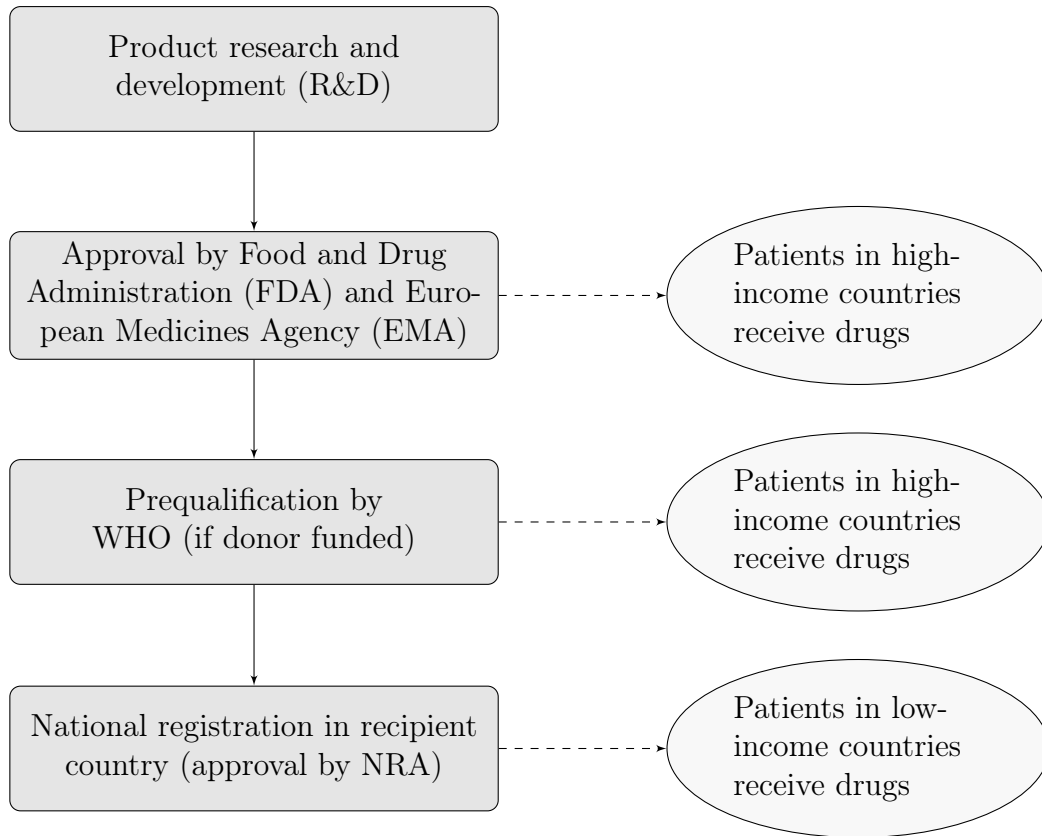 Product research and
development (R&D)
Approval by Food and Drug
Administration (FDA) and Euro-
pean Medicines Agency (EMA)
Patients in high-
income countries
receive drugs
Prequalification by
WHO (if donor funded)
Patients in high-
income countries
receive drugs
National registration in recipient
country (approval by NRA)
Patients in low-
income countries
receive drugs